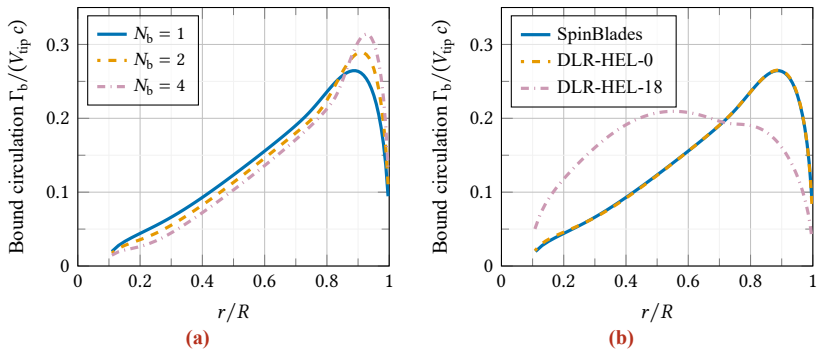 Bound circulation Γb/(Vtip c)
0.3
0.2
0.1
0
Nb = 1
Nb = 2
Nb = 4
0 0.2 0.4 0.6 0.8 1
r/R
(a)
Bound circulation Γb/(Vtip c)
0.3
0.2
0.1
0
SpinBlades
DLR-HEL-0
DLR-HEL-18
0 0.2 0.4 0.6 0.8 1
r/R
(b)